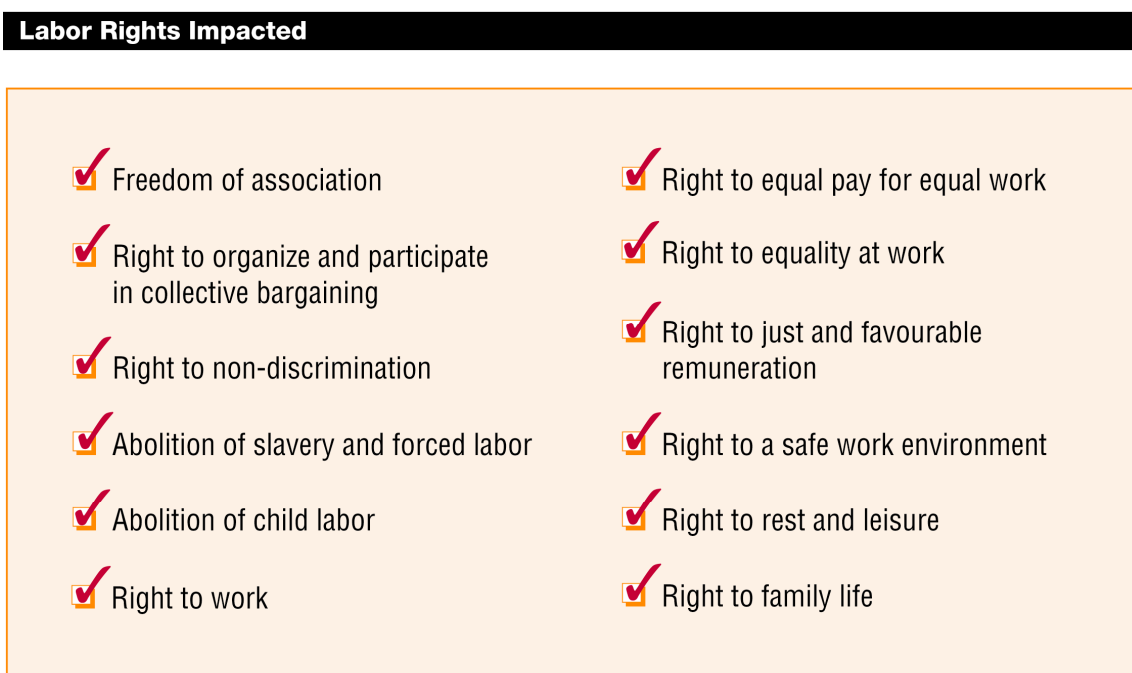 Labor Rights Impacted
Freedom of association
Right to organize and participate
in collective bargaining
Right to non-discrimination
Abolition of slavery and forced labor
Abolition of child labor
Right to work
Right to equal pay for equal work
Right to equality at work
Right to just and favourable
remuneration
Right to a safe work environment
Right to rest and leisure
Right to family life